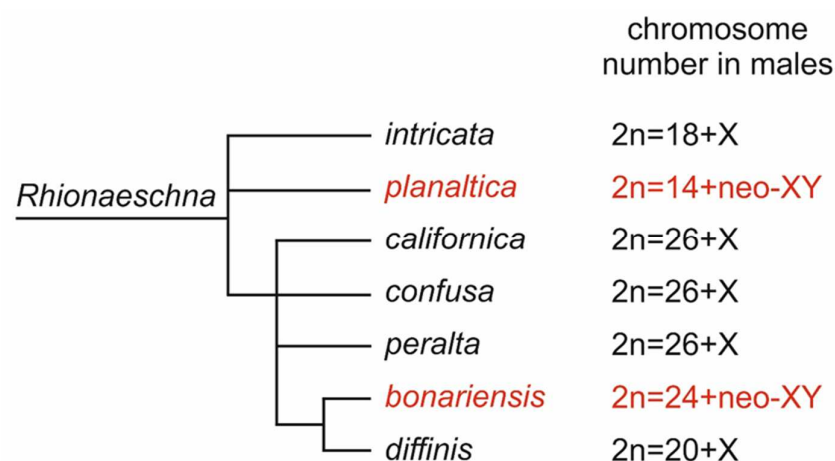 chromosome
number in males
intricata 2n=18+X
Rhionaeschna
planaltica 2n=14+neo-XY
californica 2n=26+X
confusa 2n=26+X
peralta 2n=26+X
bonariensis 2n=24+neo-XY
diffinis 2n=20+X